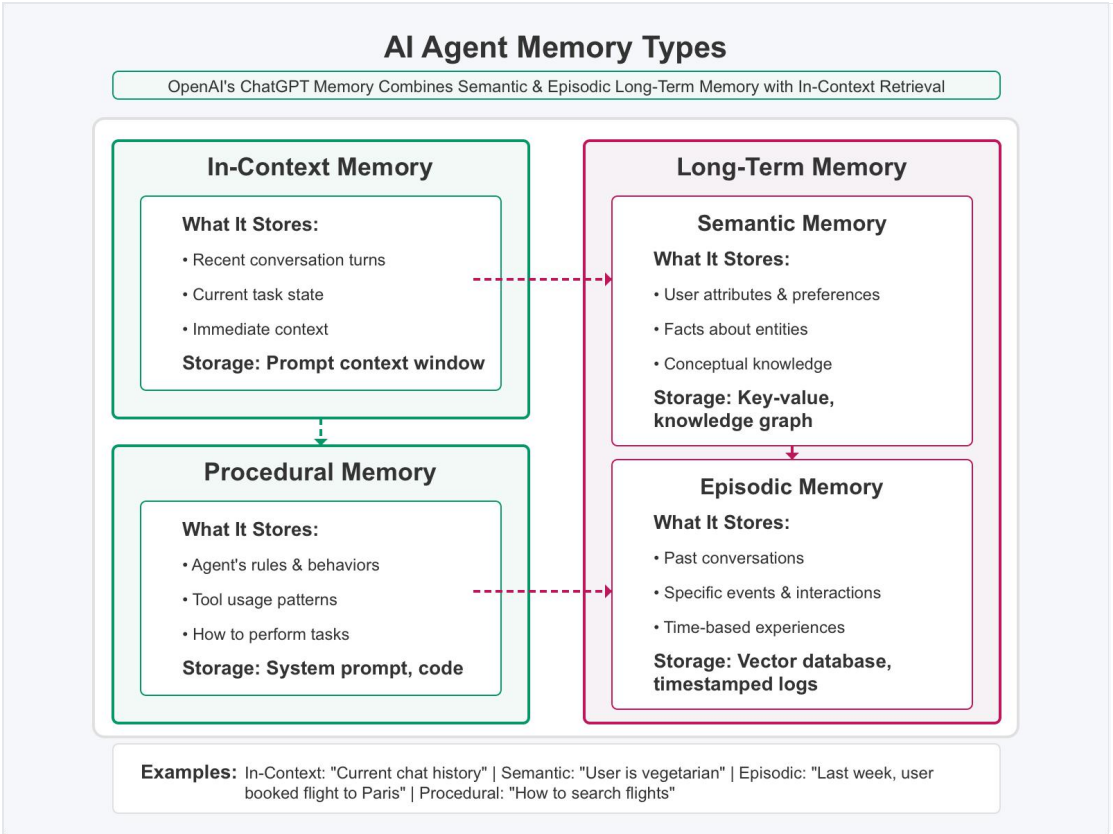 AI Agent Memory Types
OpenAI's ChatGPT Memory Combines Semantic & Episodic Long-Term Memory with In-Context Retrieval
In-Context Memory
What It Stores:
• Recent conversation turns
• Current task state
• Immediate context
Storage: Prompt context window
Procedural Memory
What It Stores:
• Agent's rules & behaviors
• Tool usage patterns
• How to perform tasks
Storage: System prompt, code
Long-Term Memory
Semantic Memory
What It Stores:
• User attributes & preferences
• Facts about entities
• Conceptual knowledge
Storage: Key-value,
knowledge graph
Episodic Memory
What It Stores:
• Past conversations
• Specific events & interactions
• Time-based experiences
Storage: Vector database,
timestamped logs
Examples: In-Context: "Current chat history" | Semantic: "User is vegetarian" | Episodic: "Last week, user
booked flight to Paris" | Procedural: "How to search flights"